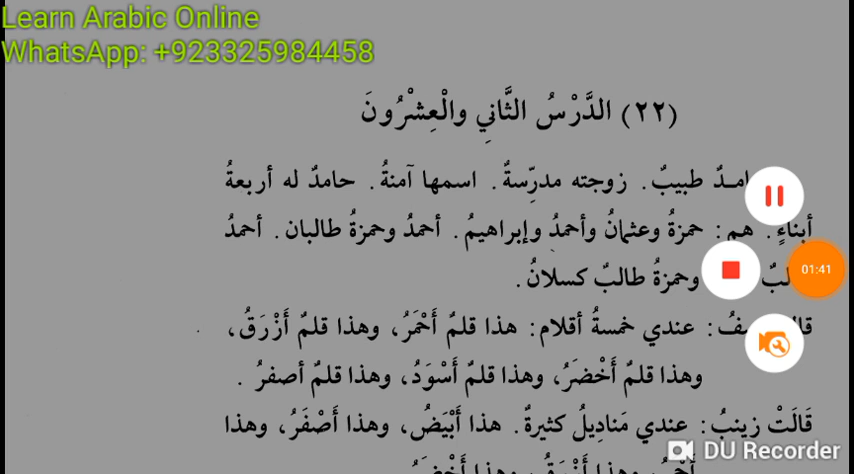 Learn Arabic Online
WhatsApp: +923325984458
(٢٢) الدَّرْسُ الثَّانِي والْعِشْرُونَ
طبيبٌ. زوجته مدرّسةٌ. اسمها آمنةُ. حامدٌ له أربعةُ
أبناءٍ. هم: حمزةُ وعثمانُ وأحمدُ وإبراهيمُ. أحمدُ وحمزةُ طالبان. أحمدُ
وحمزةُ طالبٌ كسلانُ.
عندي خمسةُ أقلام: هذا قلمٌ أَحْمَرُ، وهذا قلمٌ أَزْرَقُ،
وهذا قلمٌ أَخْضَرُ، وهذا قلمٌ أَسْوَدُ، وهذا قلمٌ أصفرُ.
قَالَتْ زينبُ: عندي مَناديلُ كثيرةٌ. هذا أَبْيَضُ، وهذا أَصْفَرُ، وهذا
01:41
DU Recorder